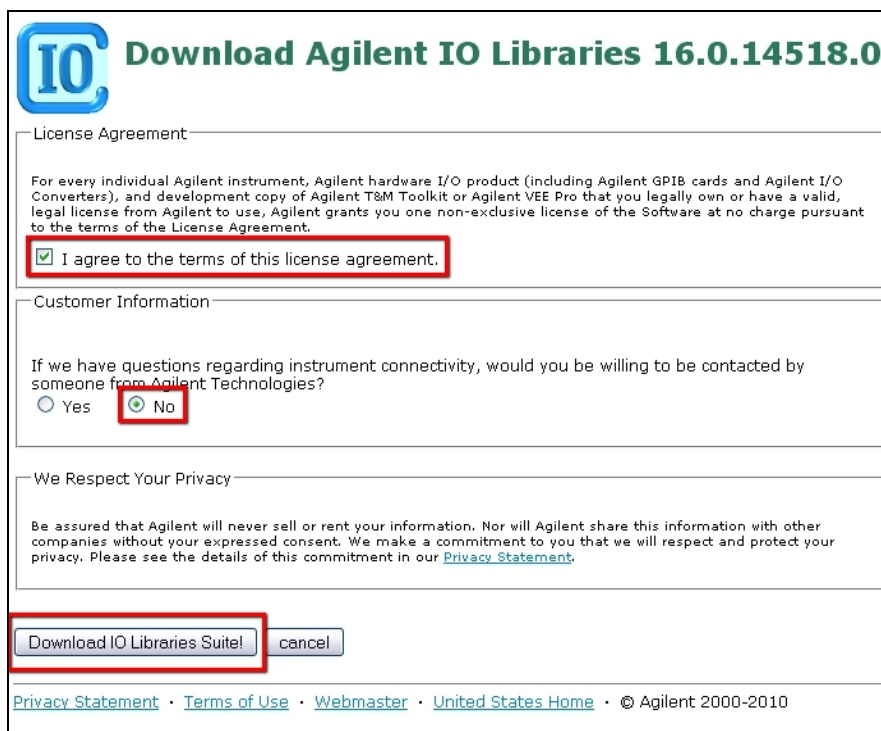 IO
Download Agilent IO Libraries 16.0.14518.0
License Agreement
For every individual Agilent instrument, Agilent hardware I/O product (including Agilent GPIB cards and Agilent I/O
Converters), and development copy of Agilent T&M Toolkit or Agilent VEE Pro that you legally own or have a valid,
legal license from Agilent to use, Agilent grants you one non-exclusive license of the Software at no charge pursuant
to the terms of the License Agreement.
I agree to the terms of this license agreement.
Customer Information
If we have questions regarding instrument connectivity, would you be willing to be contacted by
someone from Agilent Technologies?
Yes No
We Respect Your Privacy
Be assured that Agilent will never sell or rent your information. Nor will Agilent share this information with other
companies without your expressed consent. We make a commitment to you that we will respect and protect your
privacy. Please see the details of this commitment in our Privacy Statement.
Download IO Libraries Suite! cancel
Privacy Statement · Terms of Use · Webmaster · United States Home · © Agilent 2000-2010